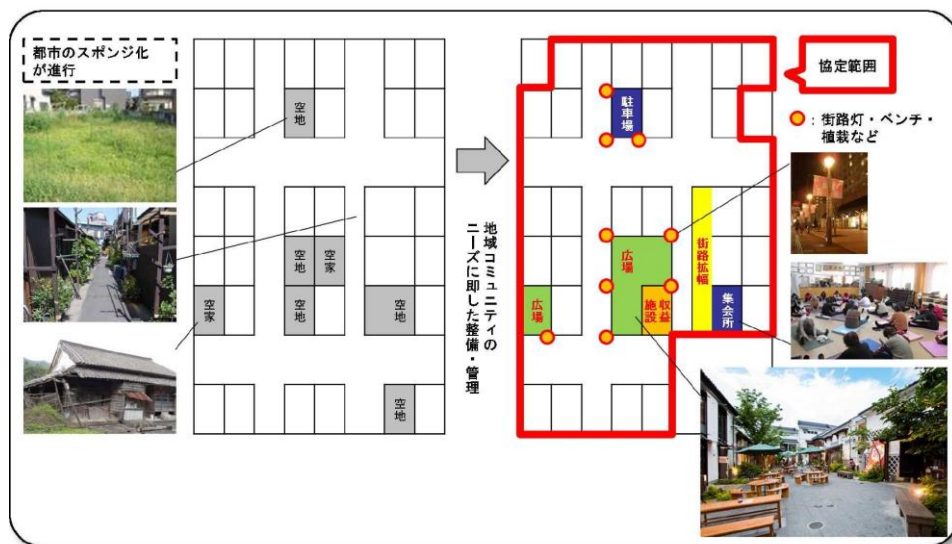 都市のスポンジ化
が進行
空地
空地
空家
空家
空地
空地
空地
地域コミュニティの
ニーズに即した整備・管理
協定範囲
：街路灯・ベンチ・
植栽など
駐車場
広場
街路拡幅
広場
収益
施設
集会所